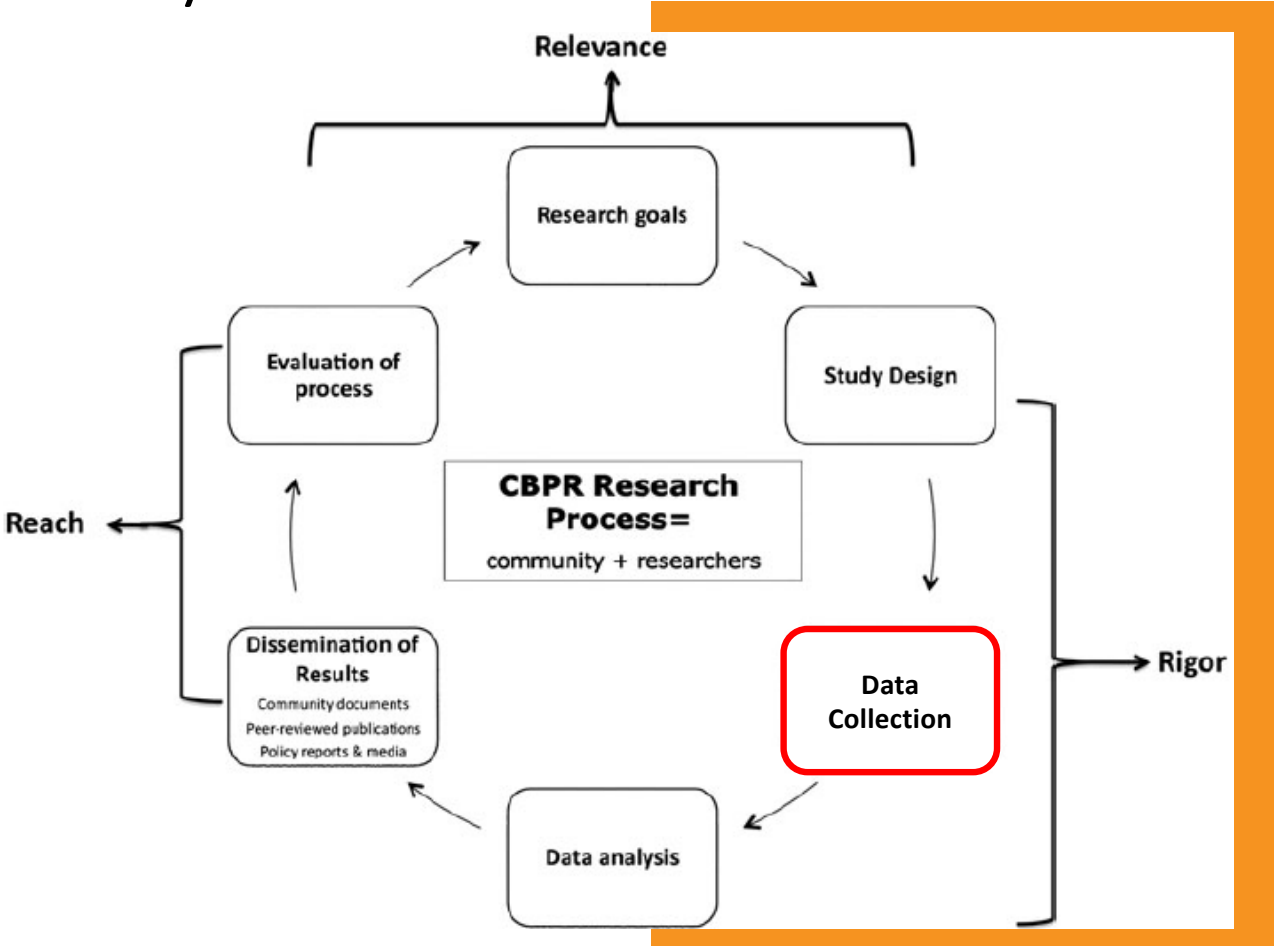 Relevance
Research goals
Evaluation of
process
Study Design
CBPR Research
Process=
community + researchers
Reach
Dissemination of
Results
Community documents
Peer-reviewed publications
Policy reports & media
Data
Collection
Rigor
Data analysis